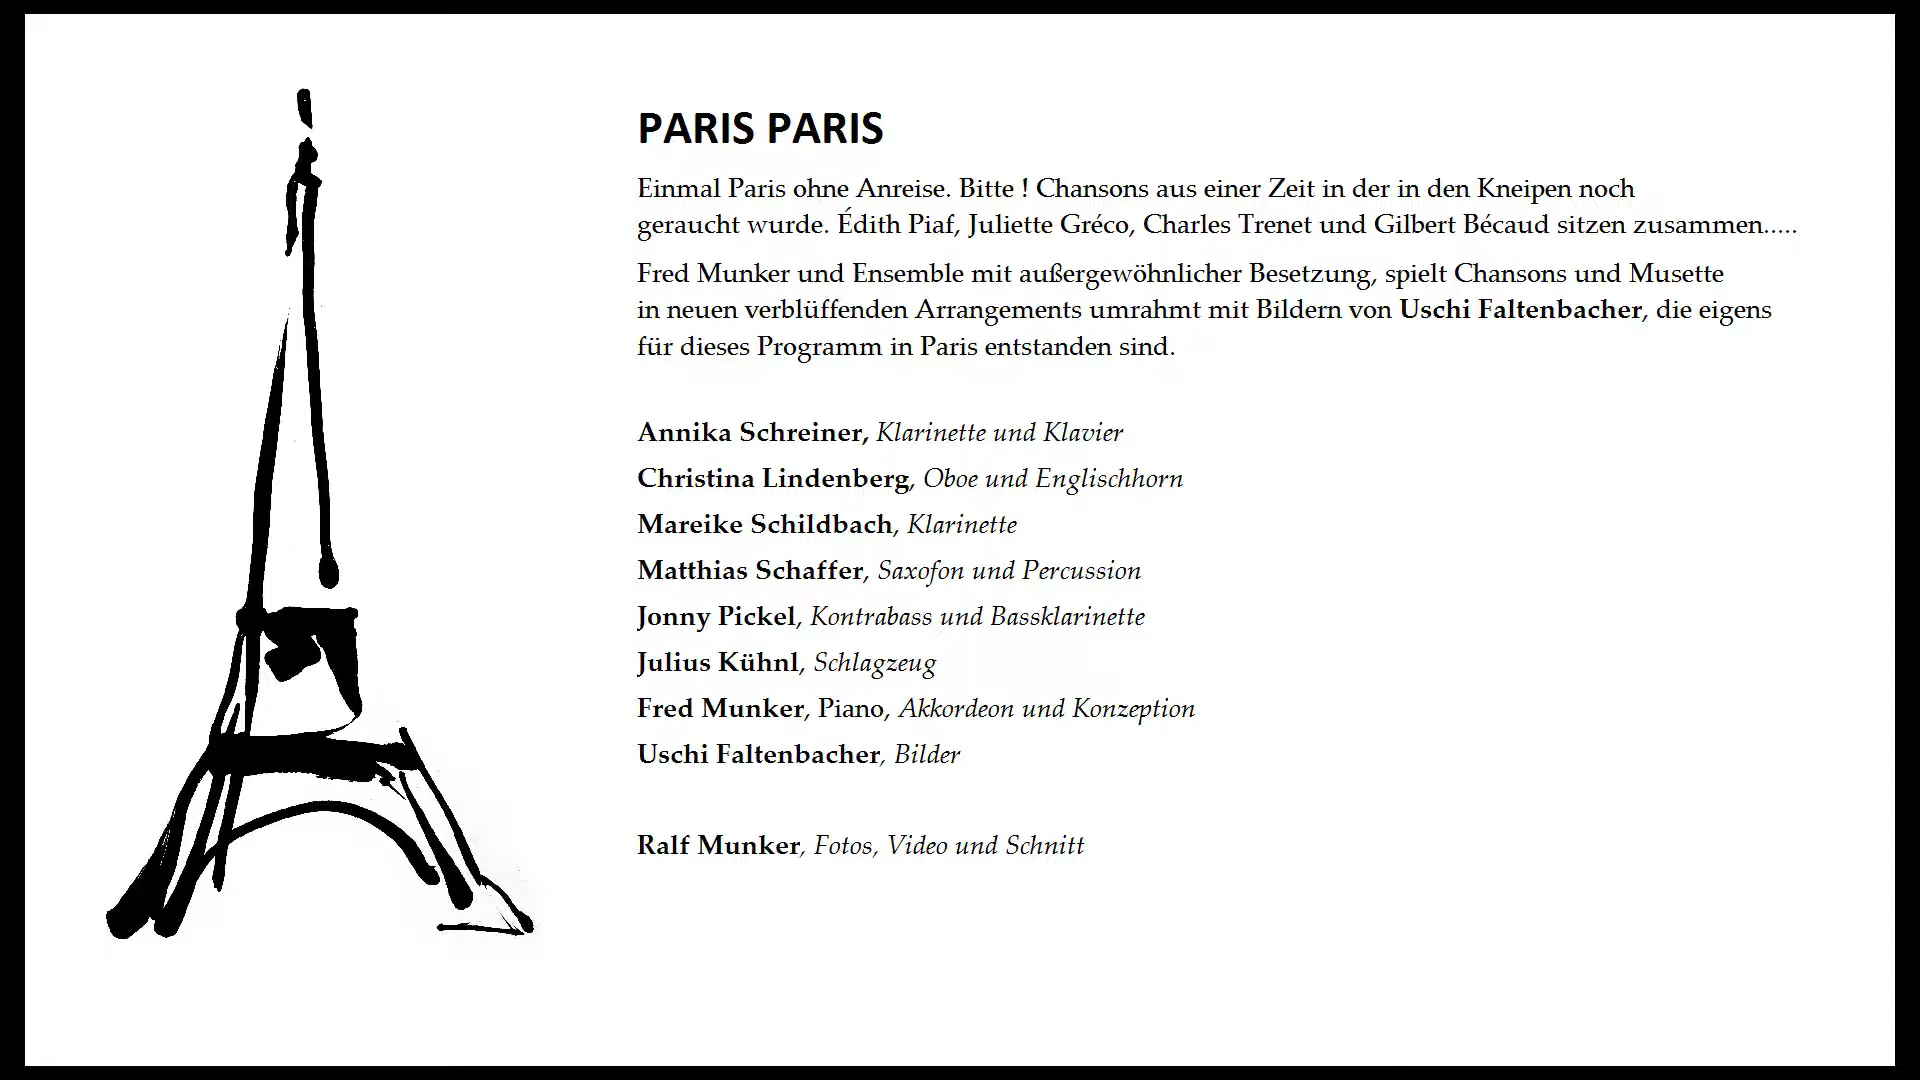 PARIS PARIS
Einmal Paris ohne Anreise. Bitte ! Chansons aus einer Zeit in der in den Kneipen noch
geraucht wurde. Édith Piaf, Juliette Gréco, Charles Trenet und Gilbert Bécaud sitzen zusammen.....
Fred Munker und Ensemble mit außergewöhnlicher Besetzung, spielt Chansons und Musette
in neuen verblüffenden Arrangements umrahmt mit Bildern von Uschi Faltenbacher, die eigens
für dieses Programm in Paris entstanden sind.
Annika Schreiner, Klarinette und Klavier
Christina Lindenberg, Oboe und Englischhorn
Mareike Schildbach, Klarinette
Matthias Schaffer, Saxofon und Percussion
Jonny Pickel, Kontrabass und Bassklarinette
Julius Kühnl, Schlagzeug
Fred Munker, Piano, Akkordeon und Konzeption
Uschi Faltenbacher, Bilder
Ralf Munker, Fotos, Video und Schnitt